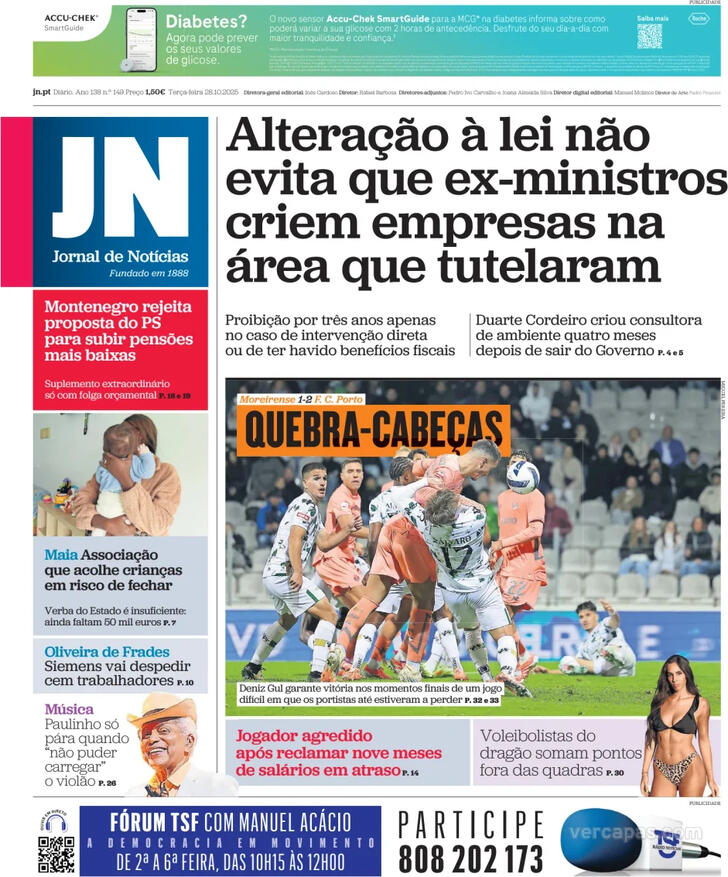 PUBLICIDADE
ACCU-CHEK
SmartGuide
Diabetes?
Agora pode prever
os seus valores
de glicose.
O novo sensor Accu-Chek SmartGuide para a MCG* na diabetes informa sobre como
poderá variar a sua glicose com 2 horas de antecedência. Desfrute do seu dia-a-dia com
maior tranquilidade e confiança.¹
Saiba mais
Roche
jn.pt Diário. Ano 138 n.º 149 Preço 1,50€ Terça-feira 28.10.2025 Diretora-geral editorial: Inês Cardoso Diretor: Rafael Barbosa Diretores-adjuntos: Pedro Ivo Carvalho e Joana Almeida Silva Diretor digital editorial: Manuel Molinos Diretor de Arte Pedro Pimentel
JN
Jornal de Notícias
Fundado em 1888
Alteração à lei não
evita que ex-ministros
criem empresas na
área que tutelaram
Proibição por três anos apenas
no caso de intervenção direta
ou de ter havido benefícios fiscais
Duarte Cordeiro criou consultora
de ambiente quatro meses
depois de sair do Governo P. 4 e 5
Montenegro rejeita
proposta do PS
para subir pensões
mais baixas
Suplemento extraordinário
só com folga orçamental P. 18 e 19
Maia Associação
que acolhe crianças
em risco de fechar
Verba do Estado é insuficiente:
ainda faltam 50 mil euros P. 7
Oliveira de Frades
Siemens vai despedir
cem trabalhadores P. 10
Música
Paulinho só
pára quando
“não puder
carregar”
o violão P. 26
MIGUEL PEREIRA
Moreirense 1-2 F. C. Porto
QUEBRA-CABEÇAS
ALVARO M.
17
Deniz Gul garante vitória nos momentos finais de um jogo
difícil em que os portistas até estiveram a perder P. 32 e 33
Jogador agredido
após reclamar nove meses
de salários em atraso P. 14
Voleibolistas do
dragão somam pontos
fora das quadras P. 30
PUBLICIDADE
OUVIR EM DIRETO
FÓRUM TSF COM MANUEL ACÁCIO
A DEMOCRACIA EM MOVIMENTO
DE 2ª A 6ª FEIRA, DAS 10H15 ÀS 12H00
PARTICIPE
808 202 173
RÁDIO NOTÍCIAS
vercapas.com